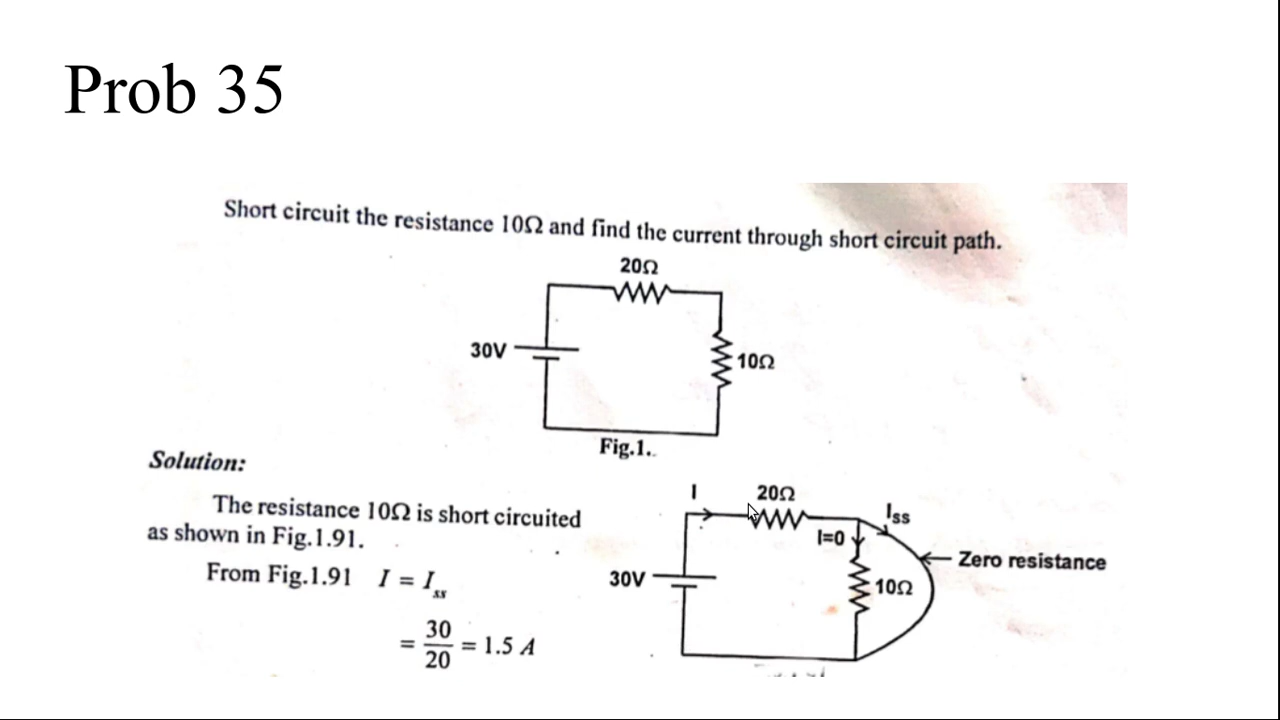 Prob 35
Short circuit the resistance 10Ω and find the current through short circuit path.
20Ω
30V
10Ω
Fig.1..
Solution:
The resistance 10Ω is short circuited
as shown in Fig.1.91.
From Fig.1.91 I = Iss
= 30/20 = 1.5 A
I
20Ω
Iss
I=0
Zero resistance
30V
10Ω